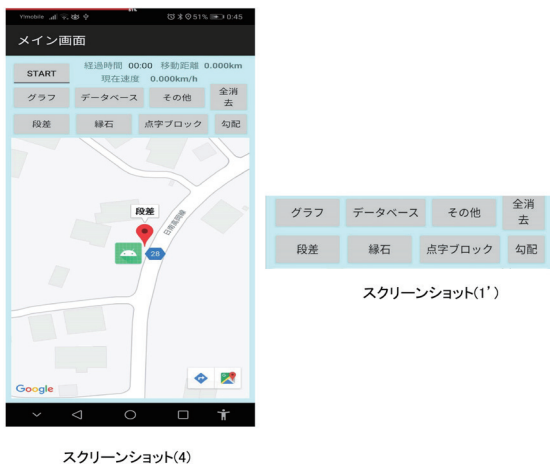 Y!mobile 51% 0:45
メイン画面
START
経過時間 00:00 移動距離 0.000km
現在速度 0.000km/h
グラフ データベース その他 全消去
段差 縁石 点字ブロック 勾配
段差
日南高岡線
28
Google
スクリーンショット(4)
グラフ データベース その他 全消去
段差 縁石 点字ブロック 勾配
スクリーンショット(1’)